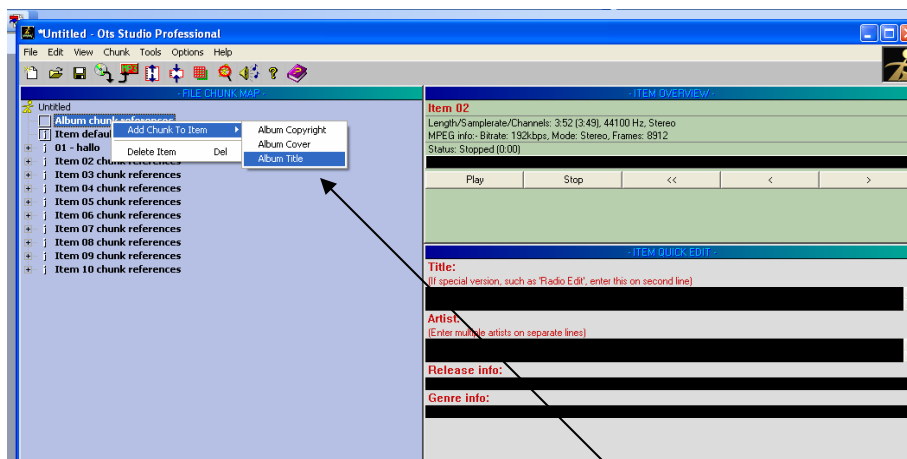 *Untitled - Ots Studio Professional
File Edit View Chunk Tools Options Help
- FILE CHUNK MAP -
Untitled
Album chunk references
Item defaul
01 - hallo
Item 02 chunk references
Item 03 chunk references
Item 04 chunk references
Item 05 chunk references
Item 06 chunk references
Item 07 chunk references
Item 08 chunk references
Item 09 chunk references
Item 10 chunk references
Add Chunk To Item
Delete Item Del
Album Copyright
Album Cover
Album Title
- ITEM OVERVIEW -
Item 02
Length/Samplerate/Channels: 3:52 (3:49), 44100 Hz, Stereo
MPEG info:- Bitrate: 192kbps, Mode: Stereo, Frames: 8912
Status: Stopped (0:00)
Play Stop << < >
- ITEM QUICK EDIT -
Title:
(If special version, such as 'Radio Edit', enter this on second line)
Artist:
(Enter multiple artists on separate lines)
Release info:
Genre info: